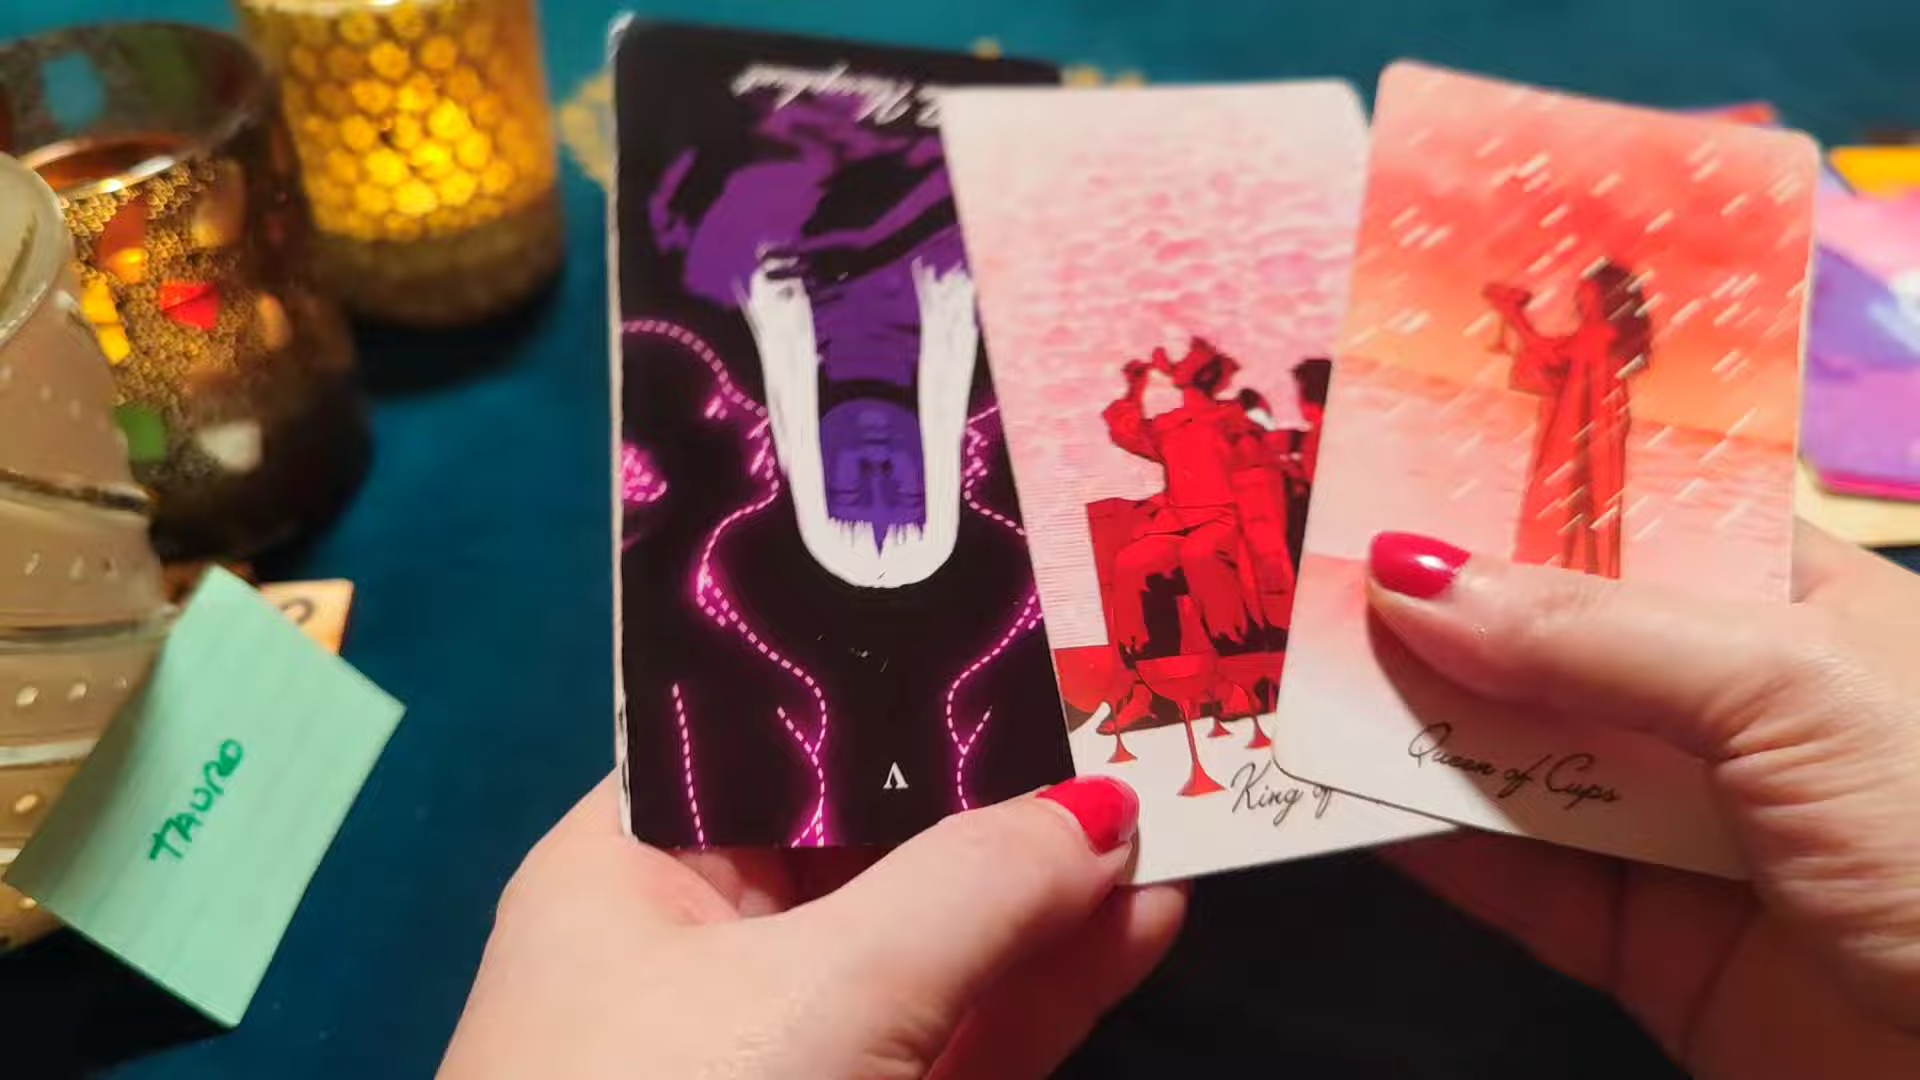 V
King of
Queen of Cups
TAURO